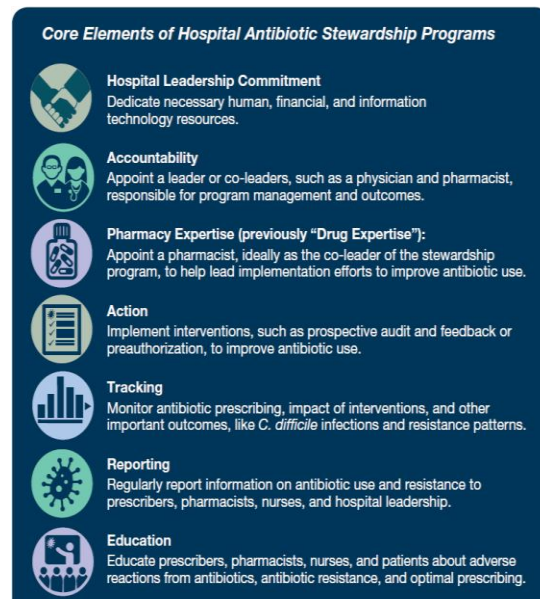 Core Elements of Hospital Antibiotic Stewardship Programs
Hospital Leadership Commitment
Dedicate necessary human, financial, and information
technology resources.
Accountability
Appoint a leader or co-leaders, such as a physician and pharmacist,
responsible for program management and outcomes.
Pharmacy Expertise (previously “Drug Expertise”):
Appoint a pharmacist, ideally as the co-leader of the stewardship
program, to help lead implementation efforts to improve antibiotic use.
Action
Implement interventions, such as prospective audit and feedback or
preauthorization, to improve antibiotic use.
Tracking
Monitor antibiotic prescribing, impact of interventions, and other
important outcomes, like C. difficile infections and resistance patterns.
Reporting
Regularly report information on antibiotic use and resistance to
prescribers, pharmacists, nurses, and hospital leadership.
Education
Educate prescribers, pharmacists, nurses, and patients about adverse
reactions from antibiotics, antibiotic resistance, and optimal prescribing.